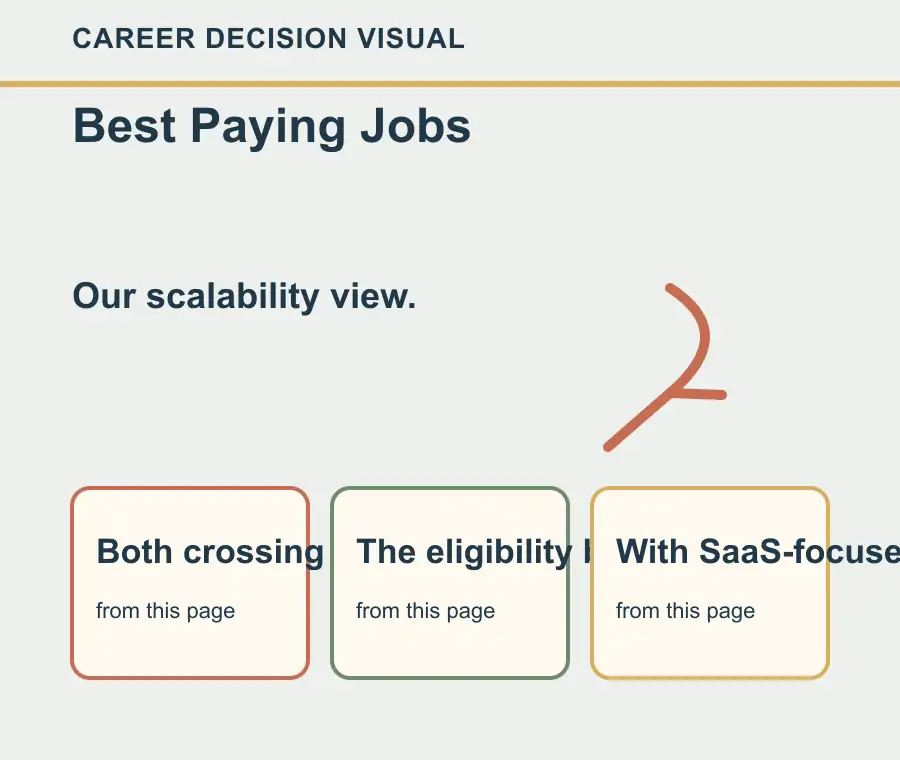 CAREER DECISION VISUAL
Best Paying Jobs
Our scalability view.
Both crossing
The eligibility
With SaaS-focuse
from this page
from this page
from this page